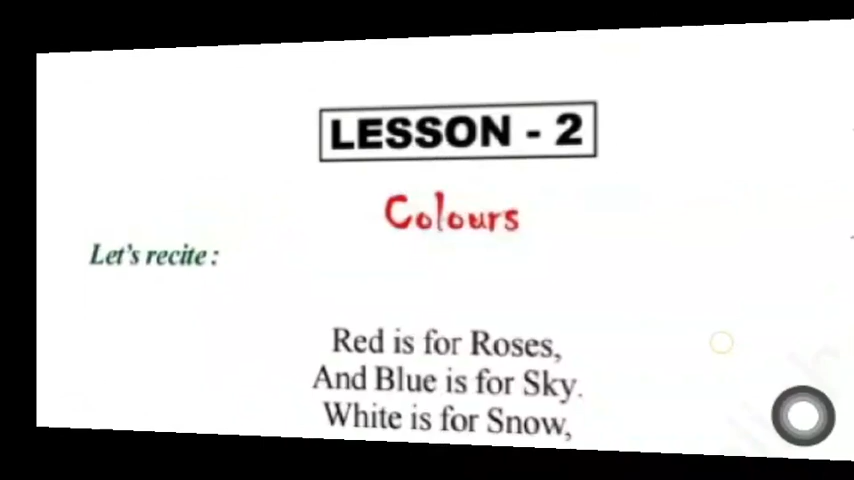 LESSON - 2
Colours
Let's recite :
Red is for Roses,
And Blue is for Sky.
White is for Snow,